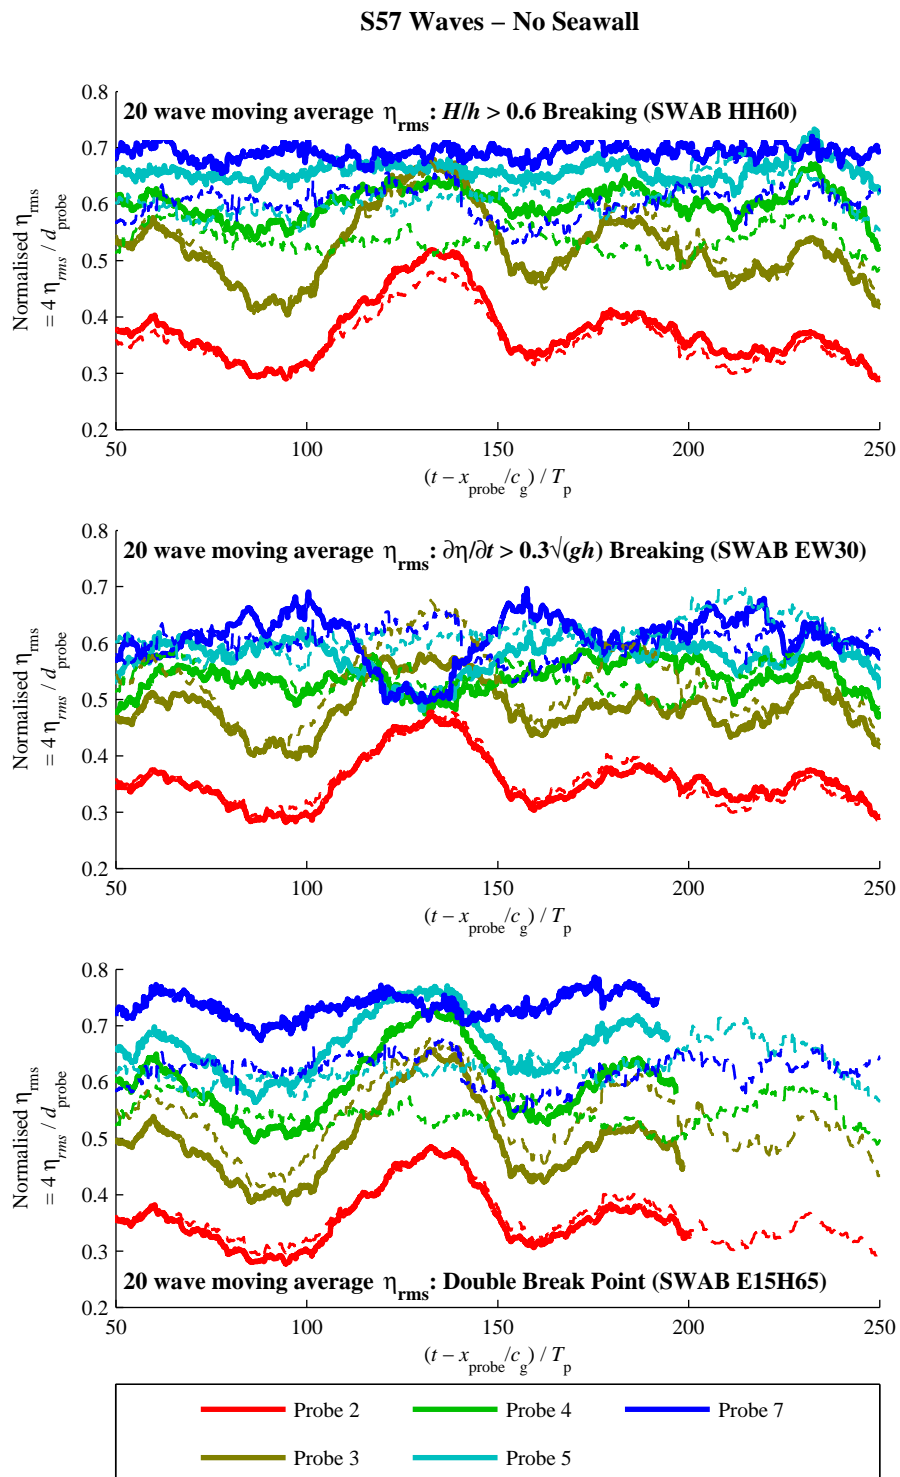 S57 Waves – No Seawall
20 wave moving average η_rms: H/h > 0.6 Breaking (SWAB HH60)
Normalised η_rms
= 4 η_rms / d_probe
0.8
0.7
0.6
0.5
0.4
0.3
0.2
50 100 150 200 250
(t – x_probe/c_g) / T_p
20 wave moving average η_rms: ∂η/∂t > 0.3√(gh) Breaking (SWAB EW30)
Normalised η_rms
= 4 η_rms / d_probe
0.8
0.7
0.6
0.5
0.4
0.3
0.2
50 100 150 200 250
(t – x_probe/c_g) / T_p
Normalised η_rms
= 4 η_rms / d_probe
0.8
0.7
0.6
0.5
0.4
0.3
0.2
20 wave moving average η_rms: Double Break Point (SWAB E15H65)
50 100 150 200 250
(t – x_probe/c_g) / T_p
Probe 2 Probe 4 Probe 7
Probe 3 Probe 5